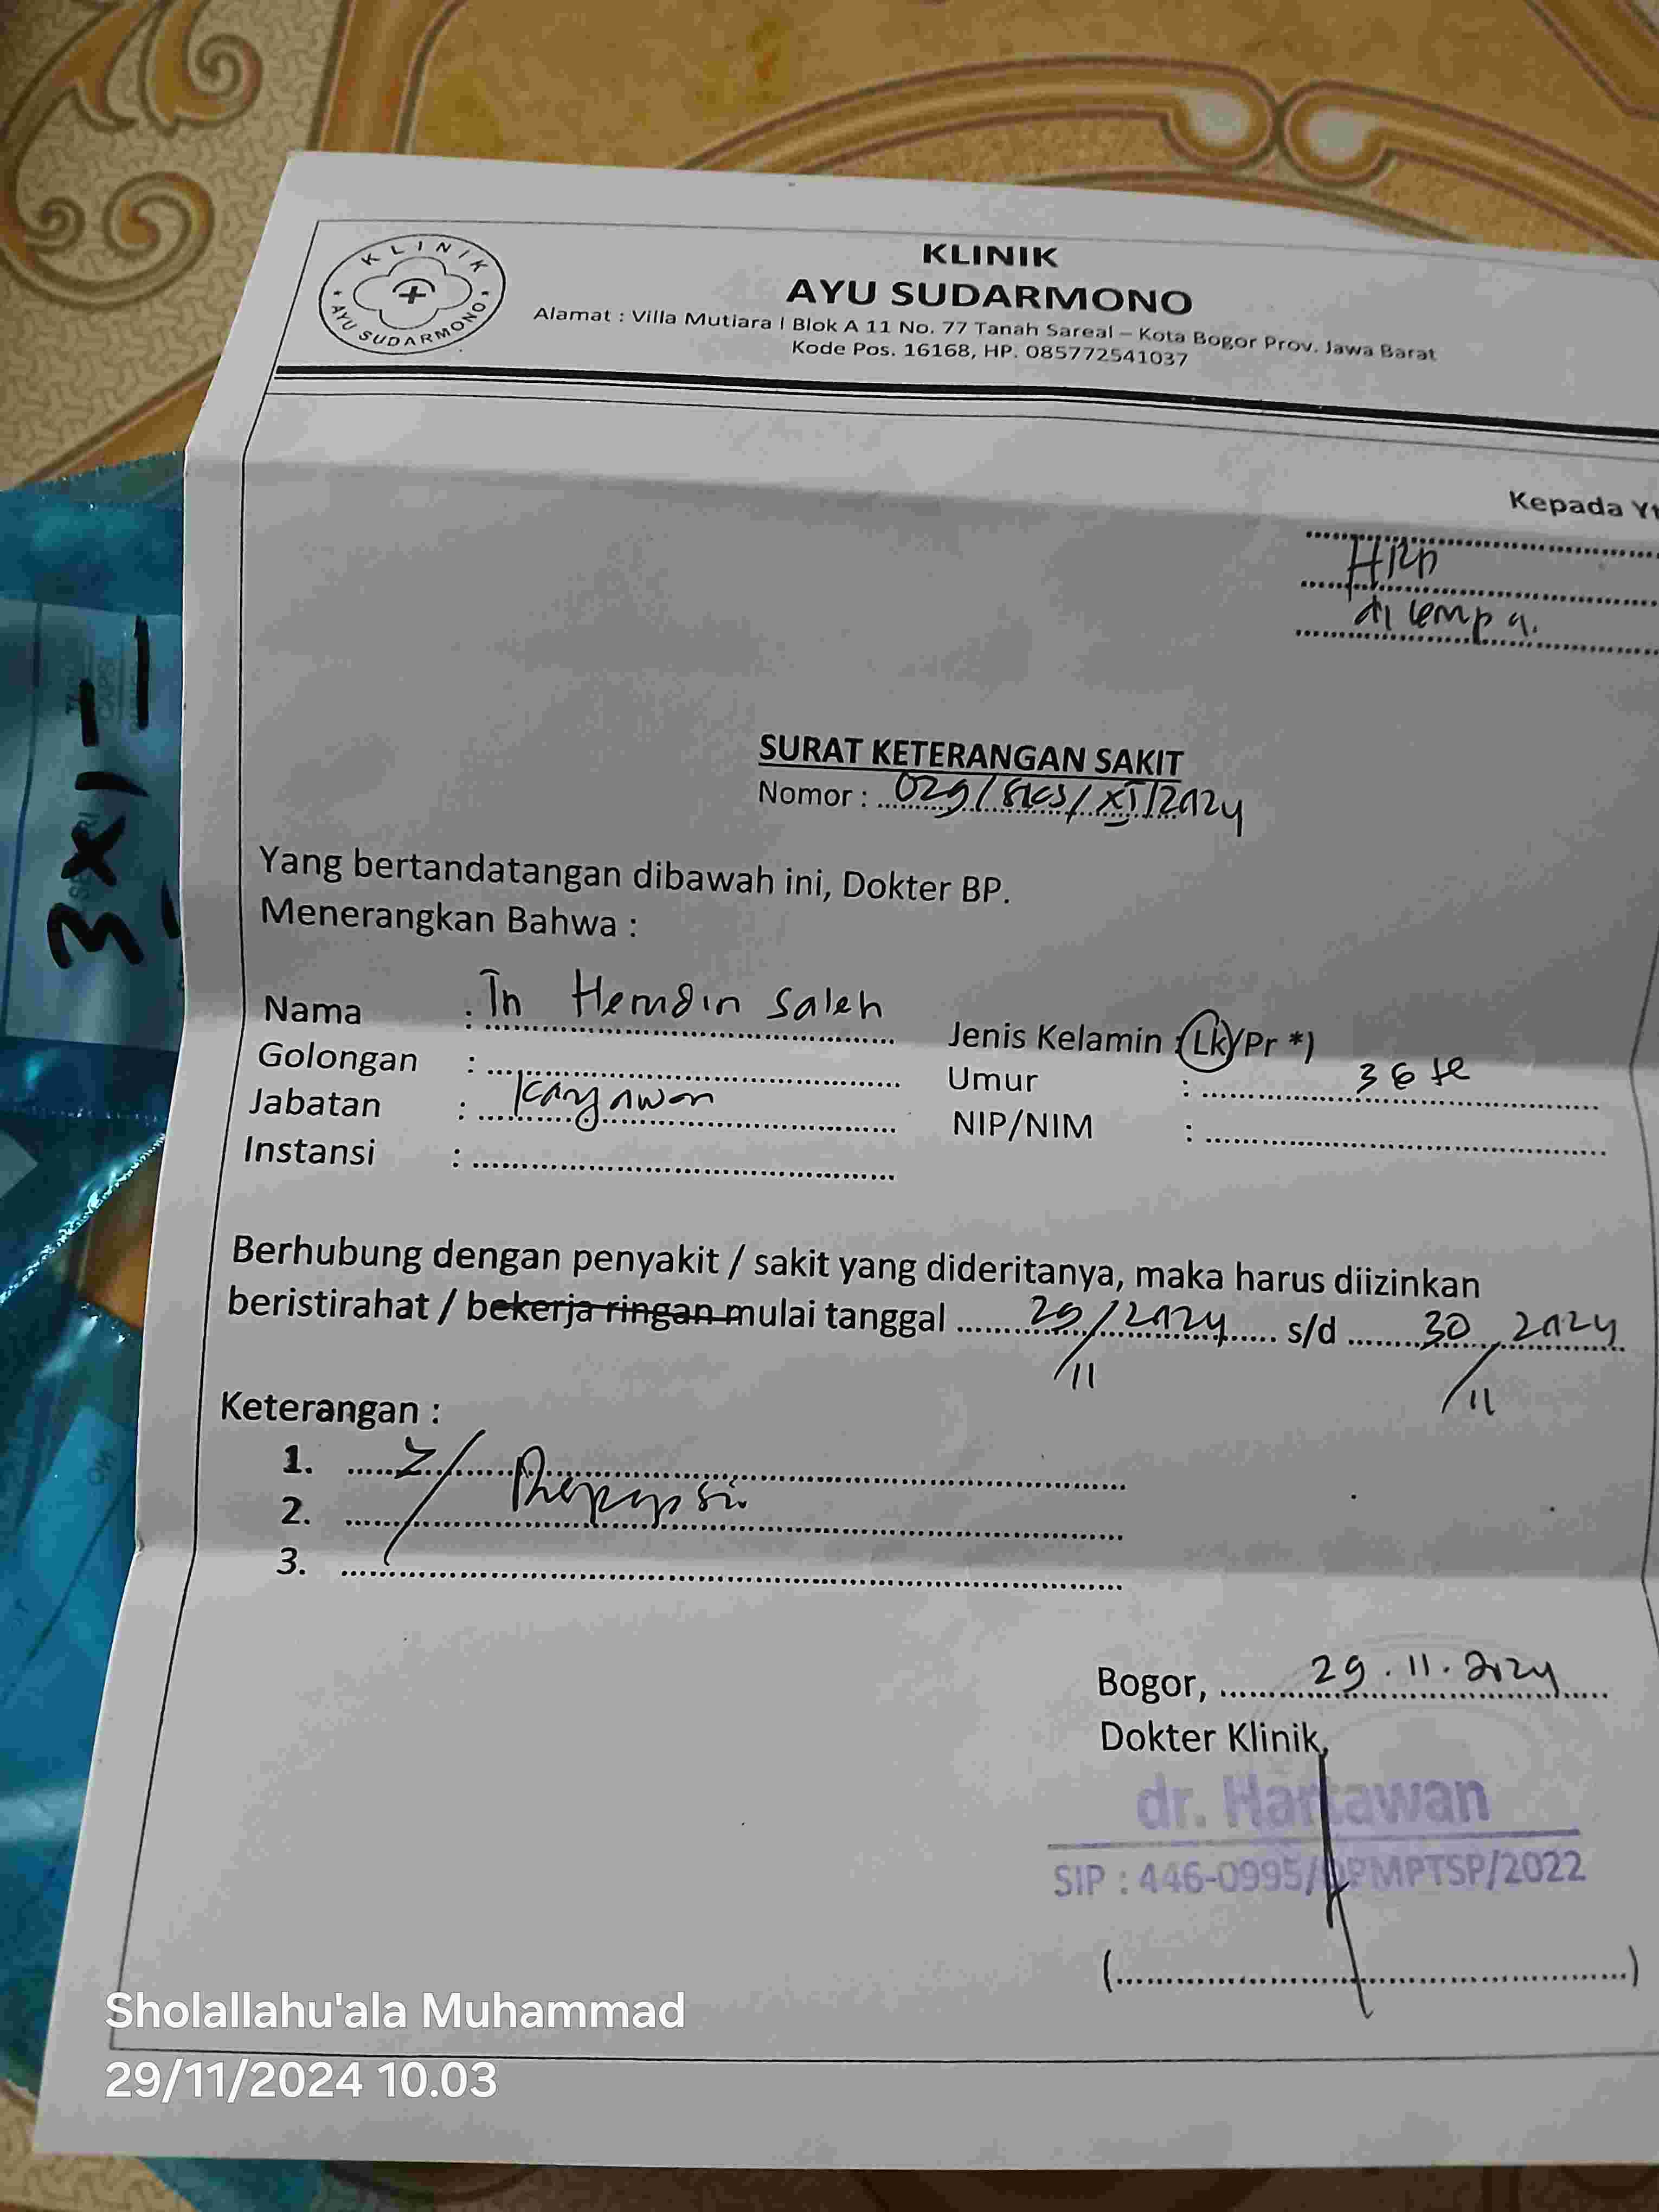 KLINIK
AYU SUDARMONO
KLINIK
AYU SUDARMONO
Alamat : Villa Mutiara I Blok A 11 No. 77 Tanah Sareal – Kota Bogor Prov. Jawa Barat
Kode Pos. 16168, HP. 085772541037
Kepada Yt
HRD
di
3 X 1
SURAT KETERANGAN SAKIT
Nomor : 029/SKS/XI/2024
Yang bertandatangan dibawah ini, Dokter BP.
Menerangkan Bahwa :
Nama : Tn Hemdin Saleh Jenis Kelamin : Lk/Pr *)
Golongan : Umur : 36
Jabatan : Karyawan NIP/NIM :
Instansi :
Berhubung dengan penyakit / sakit yang dideritanya, maka harus diizinkan
beristirahat / bekerja ringan mulai tanggal 29/11/2024 s/d 30/11 2024
Keterangan :
1.
2.
3.
Bogor, 29.11.2024
Dokter Klinik,
dr. Hartawan
SIP : 446-0995/DPMPTSP/2022
(........................)
Sholallahu'ala Muhammad
29/11/2024 10.03